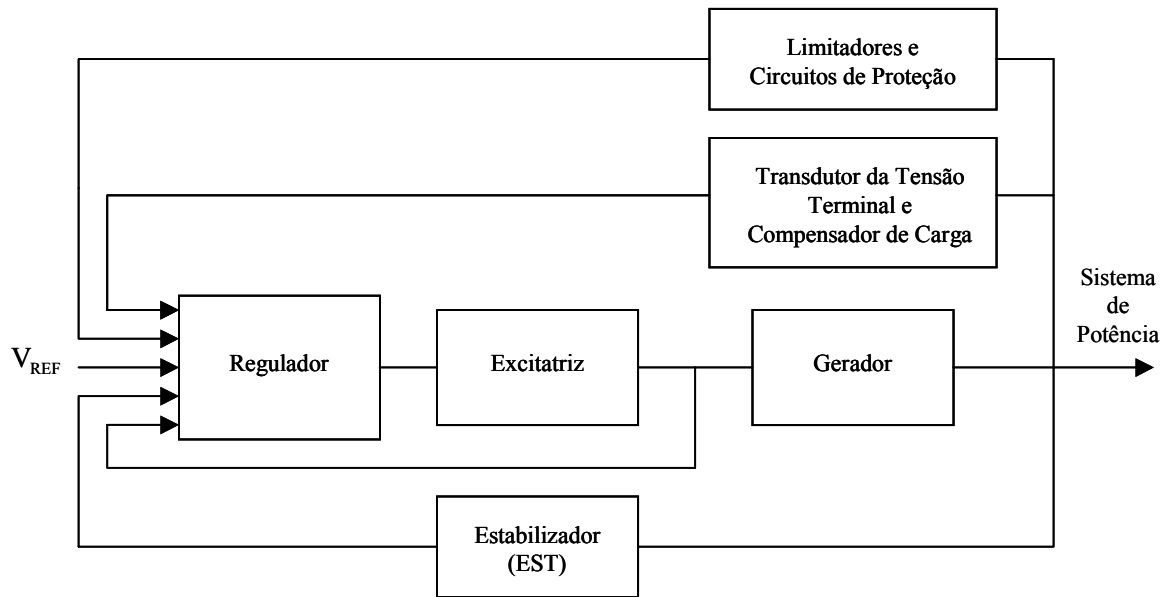 Limitadores e
Circuitos de Proteção
Transdutor da Tensão
Terminal e
Compensador de Carga
Sistema
de
Potência
V_REF
Regulador
Excitatriz
Gerador
Estabilizador
(EST)